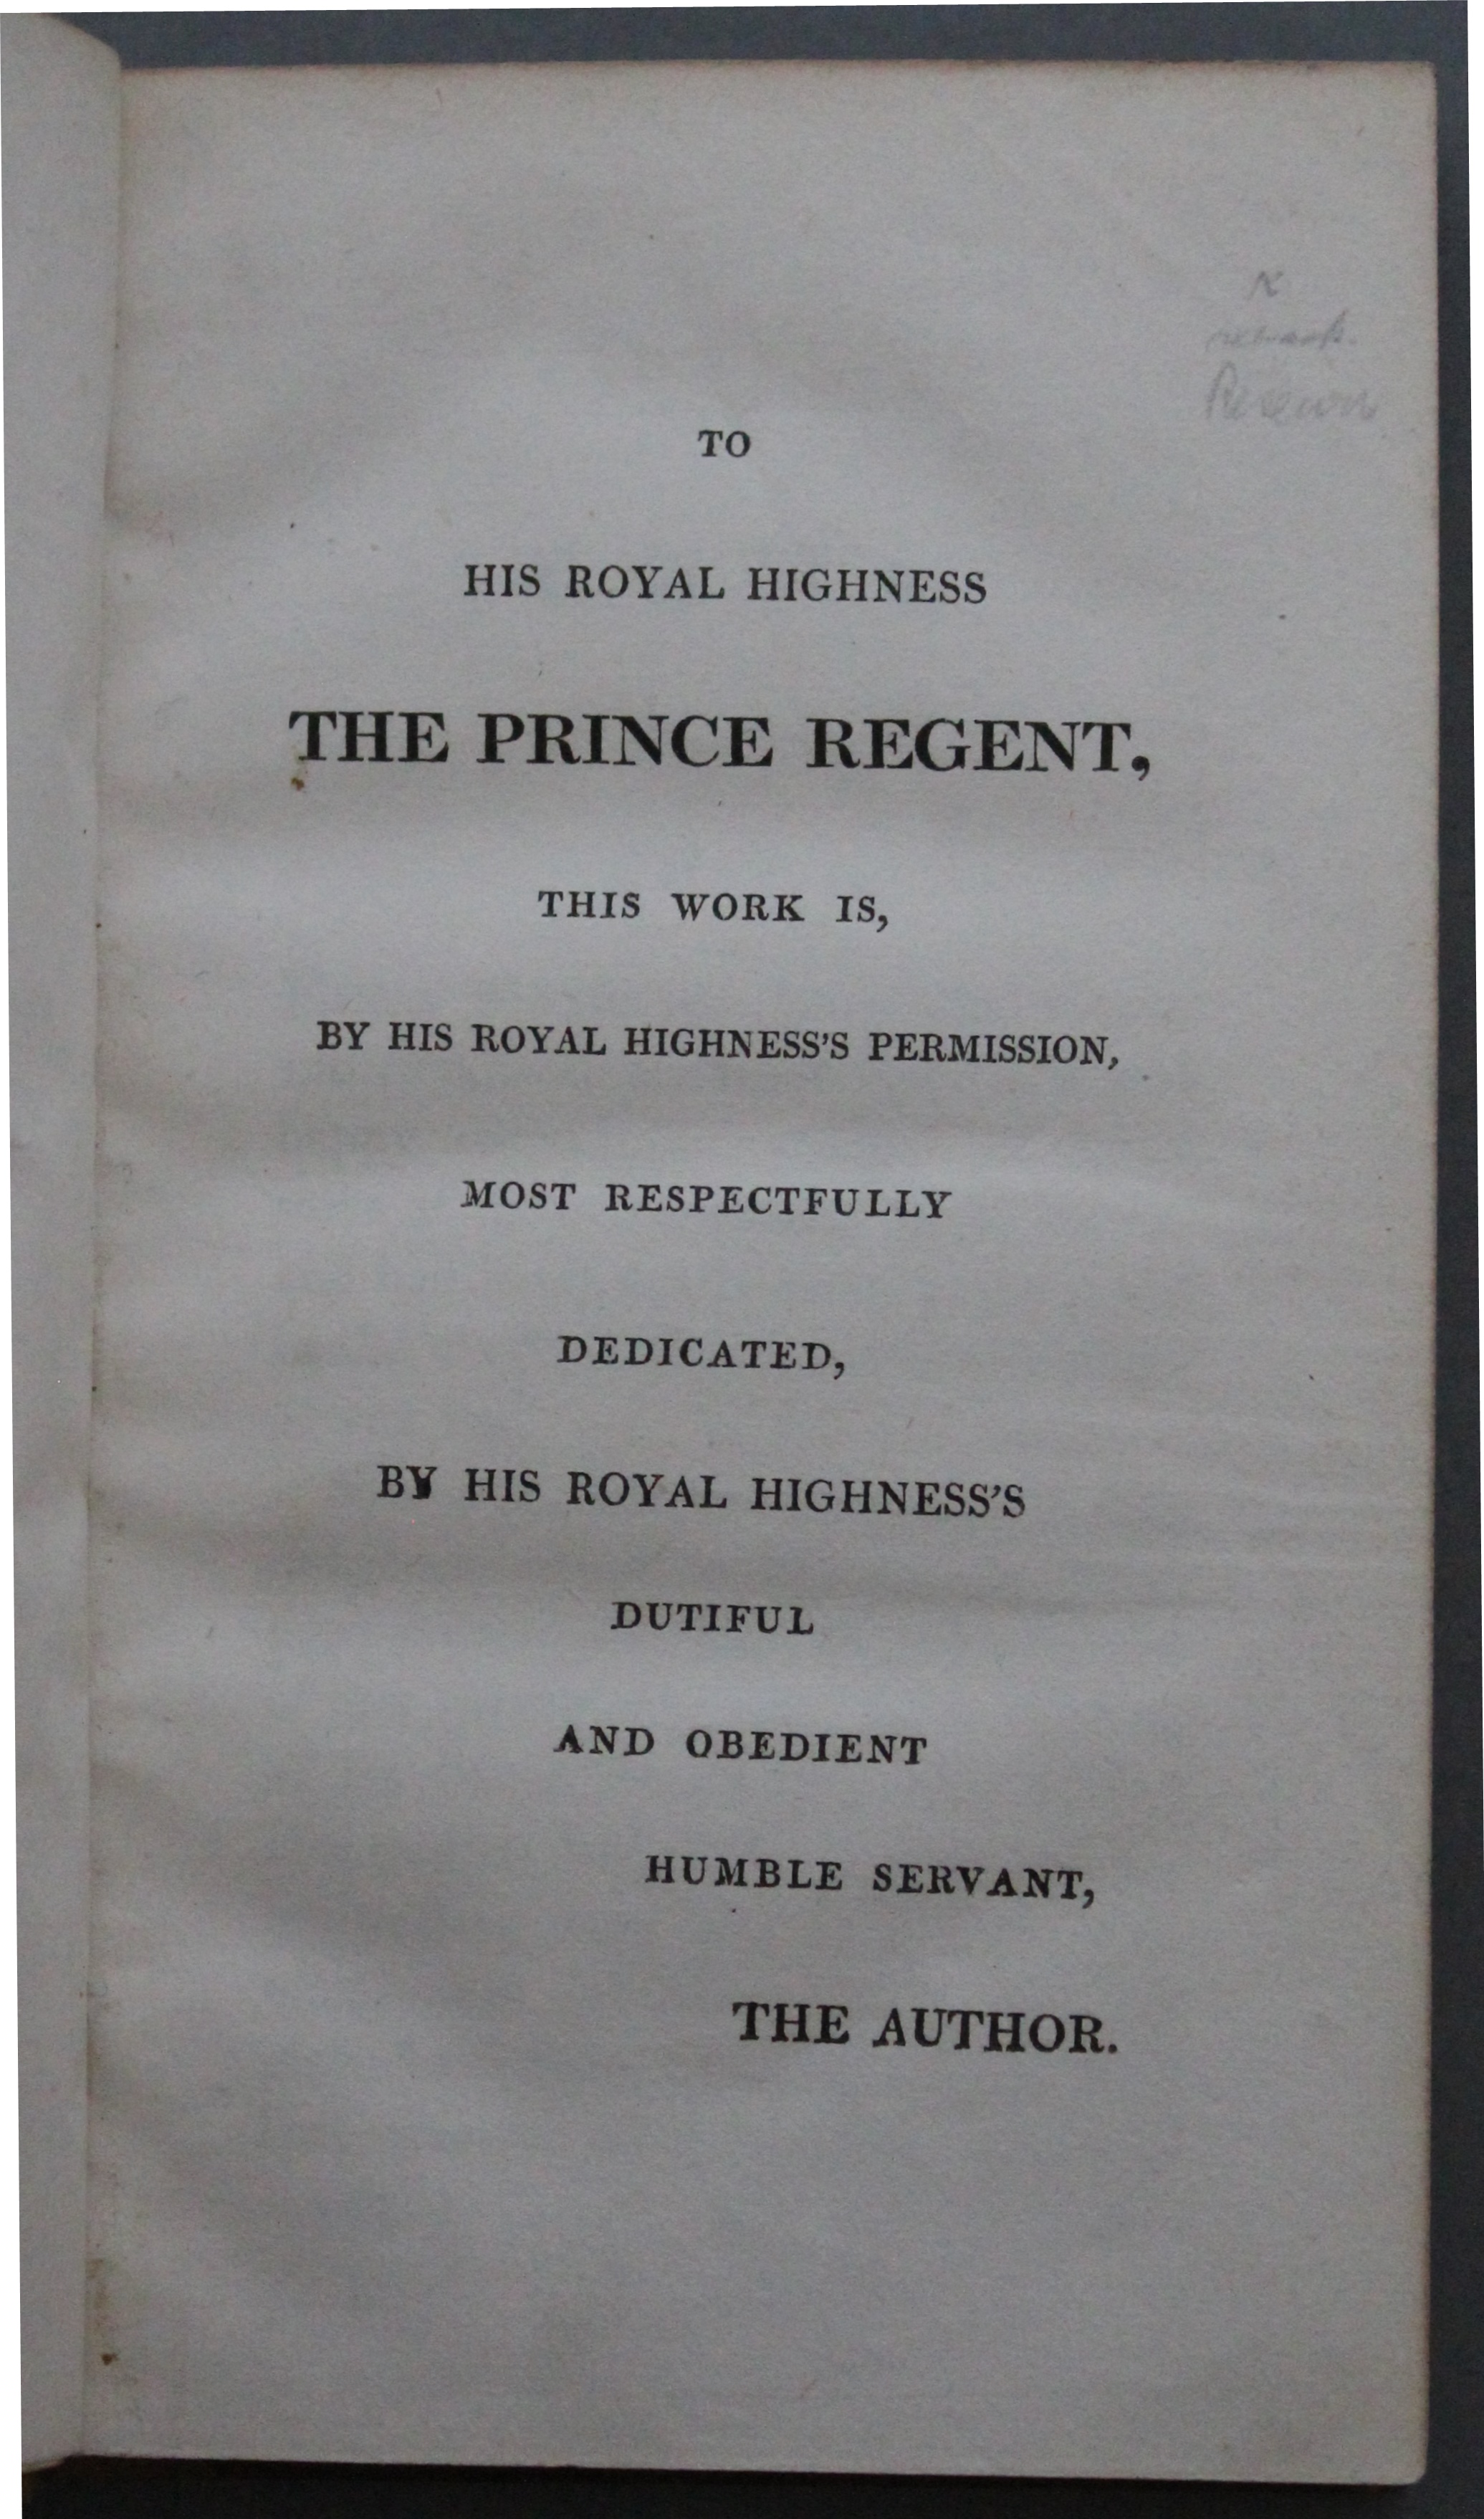 TO
HIS ROYAL HIGHNESS
THE PRINCE REGENT,
THIS WORK IS,
BY HIS ROYAL HIGHNESS'S PERMISSION,
MOST RESPECTFULLY
DEDICATED,
BY HIS ROYAL HIGHNESS'S
DUTIFUL
AND OBEDIENT
HUMBLE SERVANT,
THE AUTHOR.